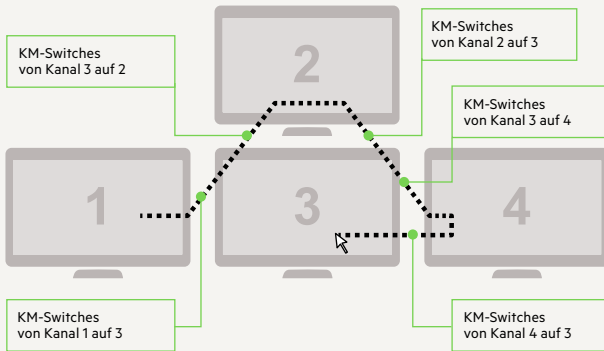 KM-Switches
von Kanal 3 auf 2
2
KM-Switches
von Kanal 2 auf 3
KM-Switches
von Kanal 3 auf 4
1
3
4
KM-Switches
von Kanal 1 auf 3
KM-Switches
von Kanal 4 auf 3